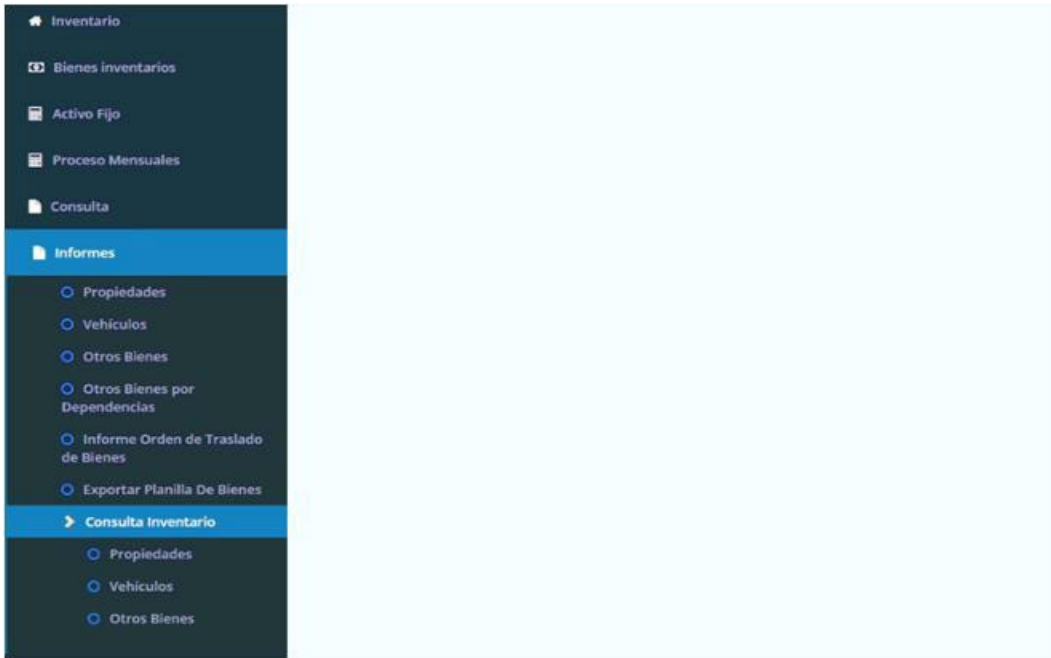 Inventario
Bienes inventarios
Activo Fijo
Proceso Mensuales
Consulta
Informes
Propiedades
Vehículos
Otros Bienes
Otros Bienes por
Dependencias
Informe Orden de Traslado
de Bienes
Exportar Planilla De Bienes
Consulta Inventario
Propiedades
Vehículos
Otros Bienes